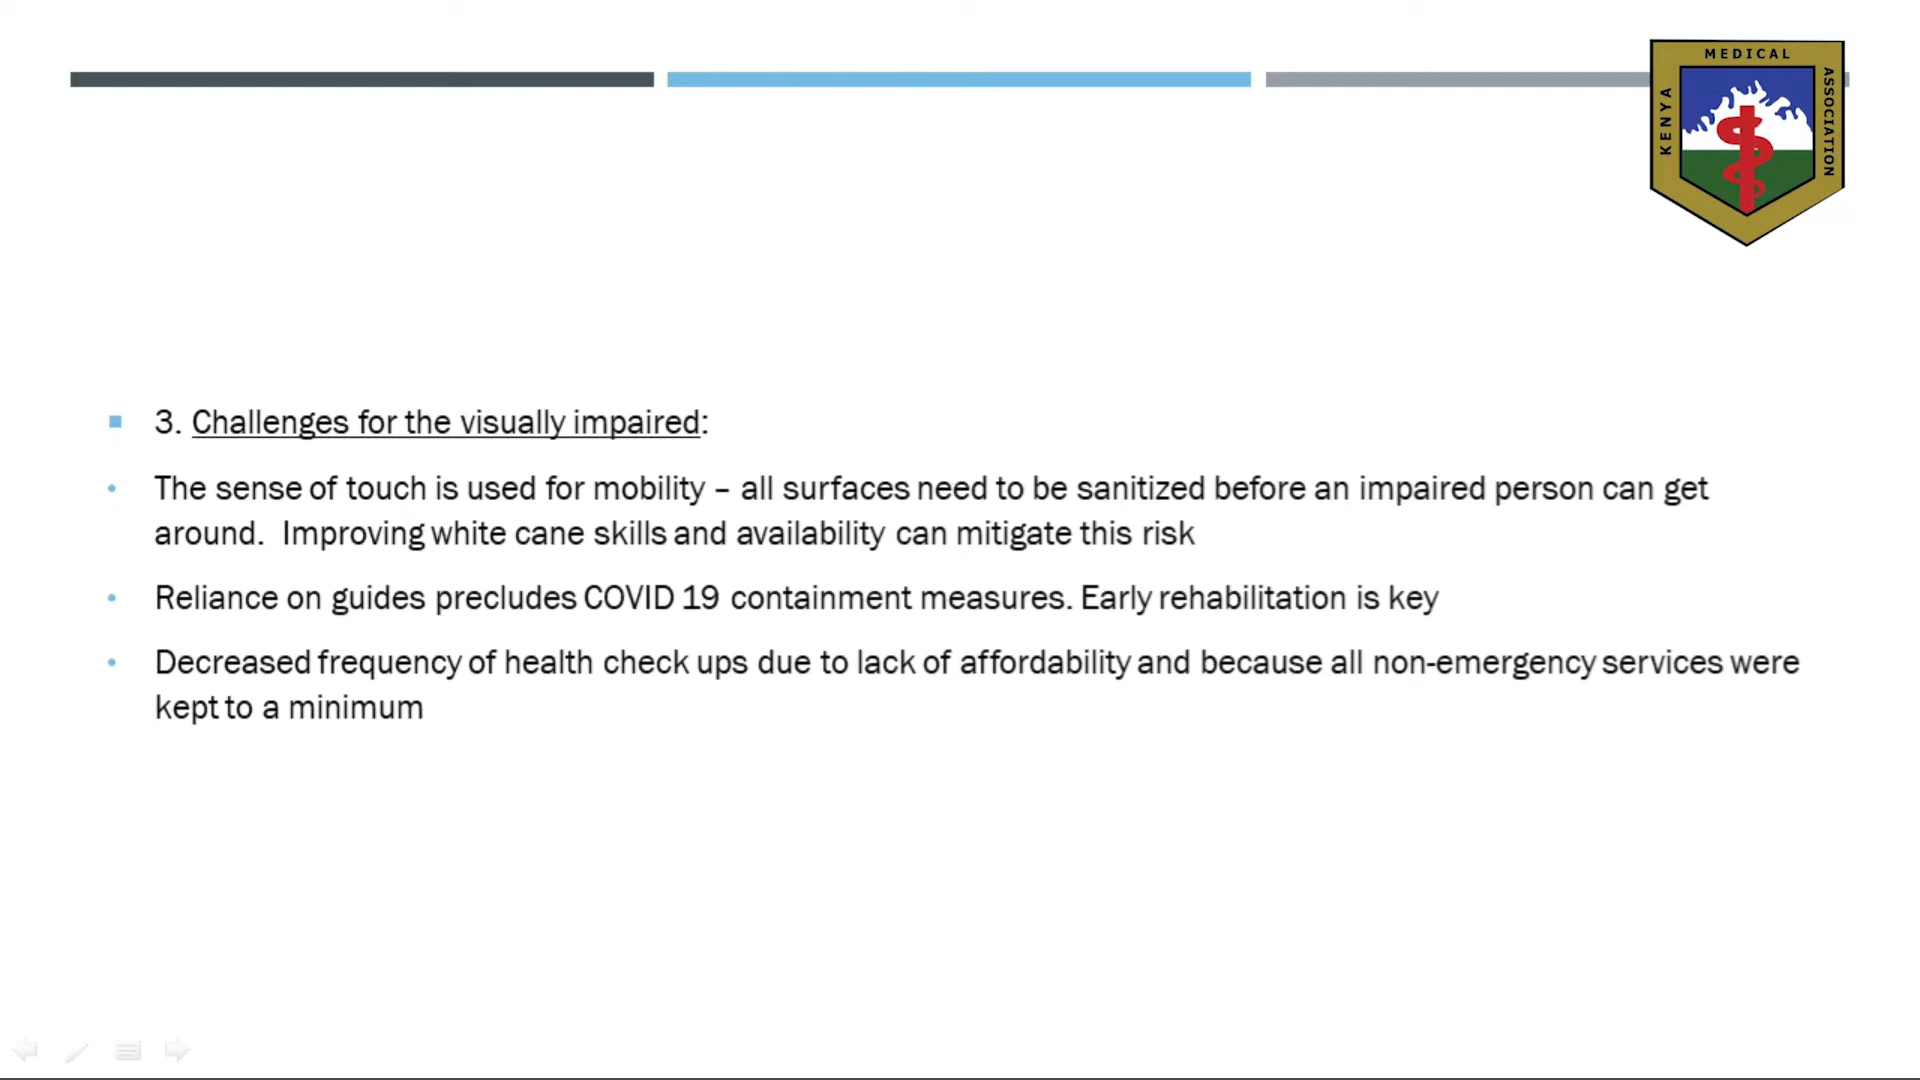 MEDICAL
KENYA
ASSOCIATION
3. Challenges for the visually impaired:
The sense of touch is used for mobility – all surfaces need to be sanitized before an impaired person can get
around.  Improving white cane skills and availability can mitigate this risk
Reliance on guides precludes COVID 19 containment measures. Early rehabilitation is key
Decreased frequency of health check ups due to lack of affordability and because all non-emergency services were
kept to a minimum